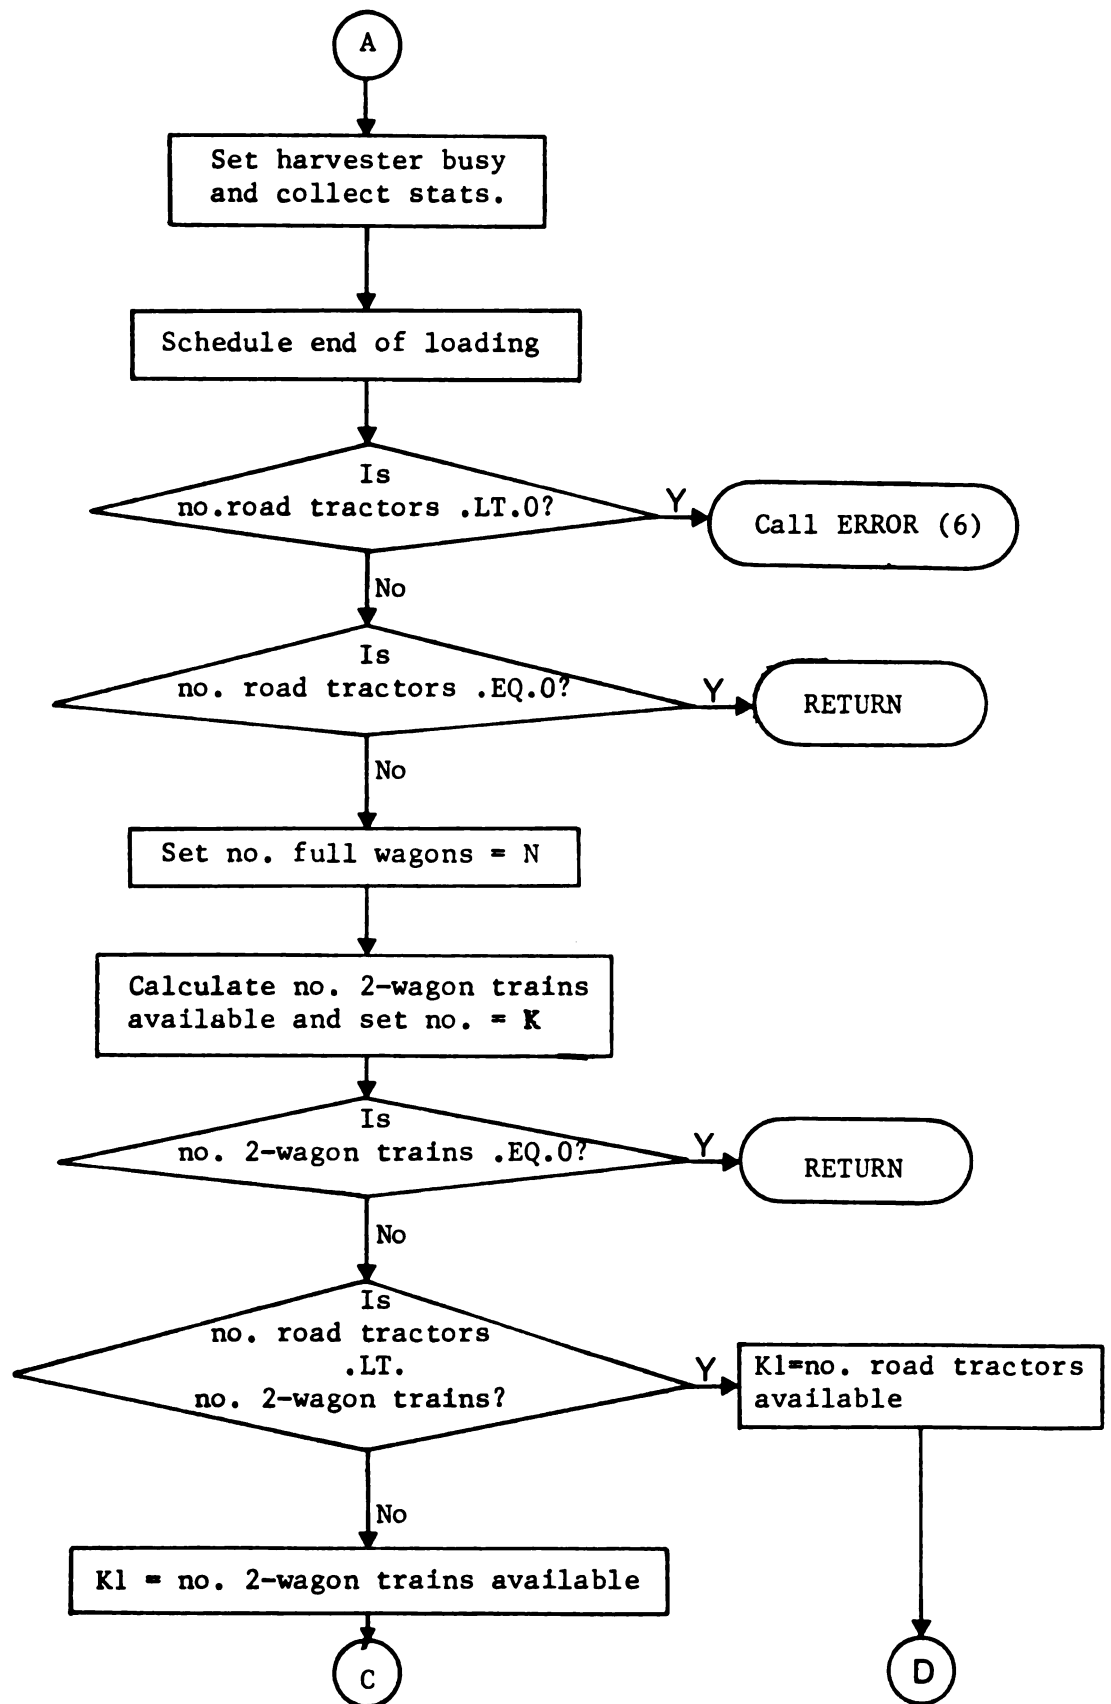 A
Set harvester busy
and collect stats.
Schedule end of loading
Is
no.road tractors .LT.0?
Y
Call ERROR (6)
No
Is
no. road tractors .EQ.0?
Y
RETURN
No
Set no. full wagons = N
Calculate no. 2-wagon trains
available and set no. = K
Is
no. 2-wagon trains .EQ.0?
Y
RETURN
No
Is
no. road tractors
.LT.
no. 2-wagon trains?
Y
K1=no. road tractors
available
No
K1 = no. 2-wagon trains available
C
D